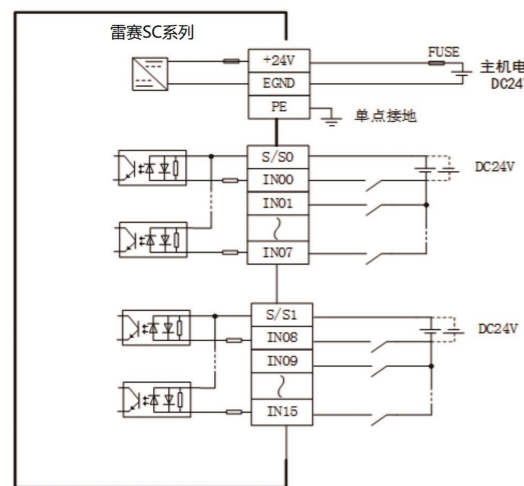 雷赛SC系列
+24V
FUSE
主机电
EGND
DC24V
PE
单点接地
S/S0
DC24V
IN00
IN01
IN07
S/S1
DC24V
IN08
IN09
IN15